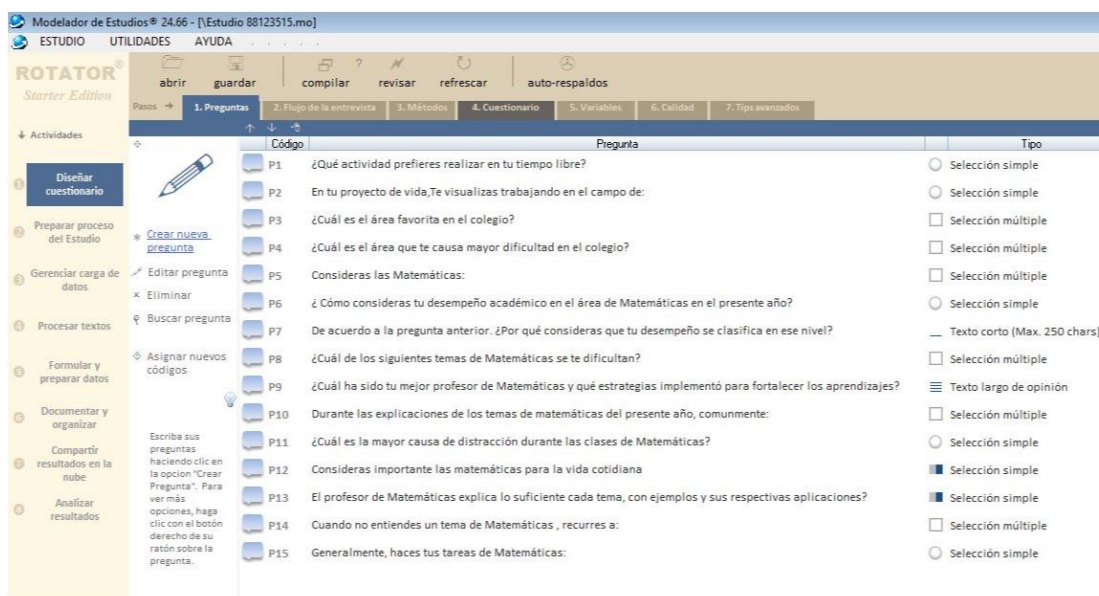 Modelador de Estudios® 24.66 - [\Estudio 88123515.mo]
ESTUDIO UTILIDADES AYUDA . . . . .
ROTATOR®
Starter Edition
abrir guardar compilar ? revisar refrescar auto-respaldos
Pasos → 1. Preguntas 2. Flujo de la entrevista 3. Métodos 4. Cuestionario 5. Variables 6. Calidad 7. Tips avanzados
↓ Actividades
1 Diseñar
cuestionario
2 Preparar proceso
del Estudio
3 Gerenciar carga de
datos
4 Procesar textos
5 Formular y
preparar datos
6 Documentar y
organizar
7 Compartir
resultados en la
nube
Analizar
resultados
Crear nueva
pregunta
Editar pregunta
× Eliminar
Buscar pregunta
Asignar nuevos
códigos
Escriba sus
preguntas
haciendo clic en
la opcion "Crear
Pregunta". Para
ver más
opciones, haga
clic con el botón
derecho de su
ratón sobre la
pregunta.
Código Pregunta Tipo
P1 ¿Qué actividad prefieres realizar en tu tiempo libre? Selección simple
P2 En tu proyecto de vida,Te visualizas trabajando en el campo de: Selección simple
P3 ¿Cuál es el área favorita en el colegio? Selección múltiple
P4 ¿Cuál es el área que te causa mayor dificultad en el colegio? Selección múltiple
P5 Consideras las Matemáticas: Selección múltiple
P6 ¿ Cómo consideras tu desempeño académico en el área de Matemáticas en el presente año? Selección simple
P7 De acuerdo a la pregunta anterior. ¿Por qué consideras que tu desempeño se clasifica en ese nivel? Texto corto (Max. 250 chars)
P8 ¿Cuál de los siguientes temas de Matemáticas se te dificultan? Selección múltiple
P9 ¿Cuál ha sido tu mejor profesor de Matemáticas y qué estrategias implementó para fortalecer los aprendizajes? Texto largo de opinión
P10 Durante las explicaciones de los temas de matemáticas del presente año, comunmente: Selección múltiple
P11 ¿Cuál es la mayor causa de distracción durante las clases de Matemáticas? Selección simple
P12 Consideras importante las matemáticas para la vida cotidiana Selección simple
P13 El profesor de Matemáticas explica lo suficiente cada tema, con ejemplos y sus respectivas aplicaciones? Selección simple
P14 Cuando no entiendes un tema de Matemáticas , recurres a: Selección múltiple
P15 Generalmente, haces tus tareas de Matemáticas: Selección simple